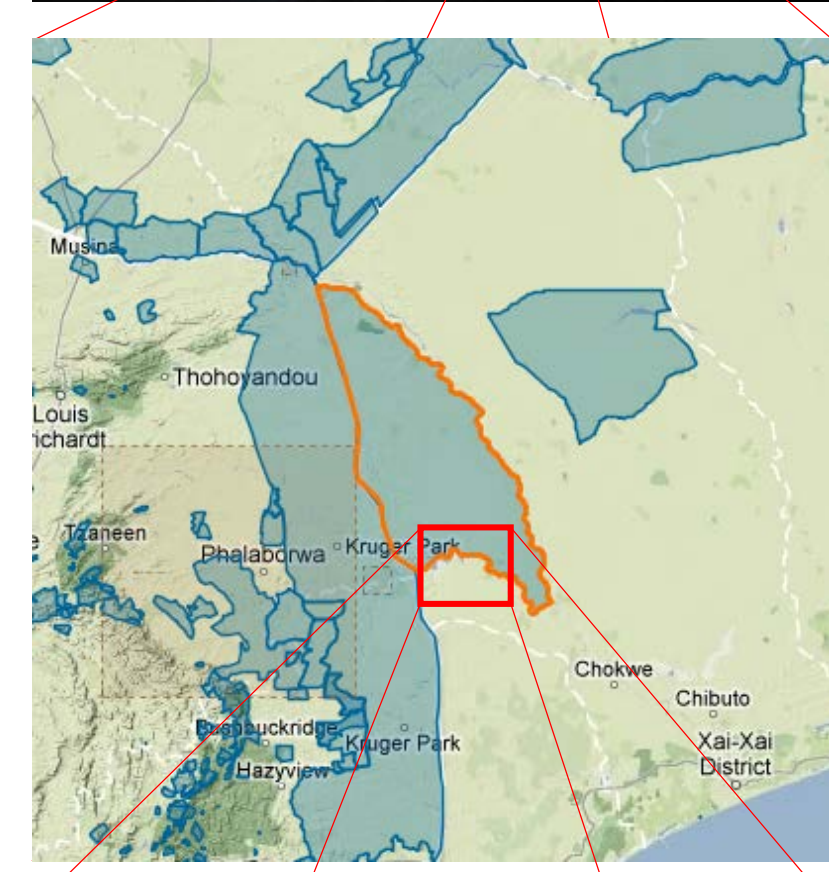 Musina
Thohoyandou
Louis
richardt
Tzaneen
Phalaborwa
Kruger Park
Chokwe
Chibuto
Bushbuckridge
Kruger Park
Xai-Xai
District
Hazyview